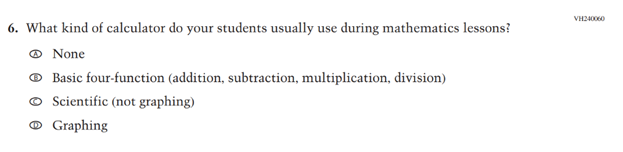 VH240060
6. What kind of calculator do your students usually use during mathematics lessons?
A None
B Basic four-function (addition, subtraction, multiplication, division)
C Scientific (not graphing)
D Graphing